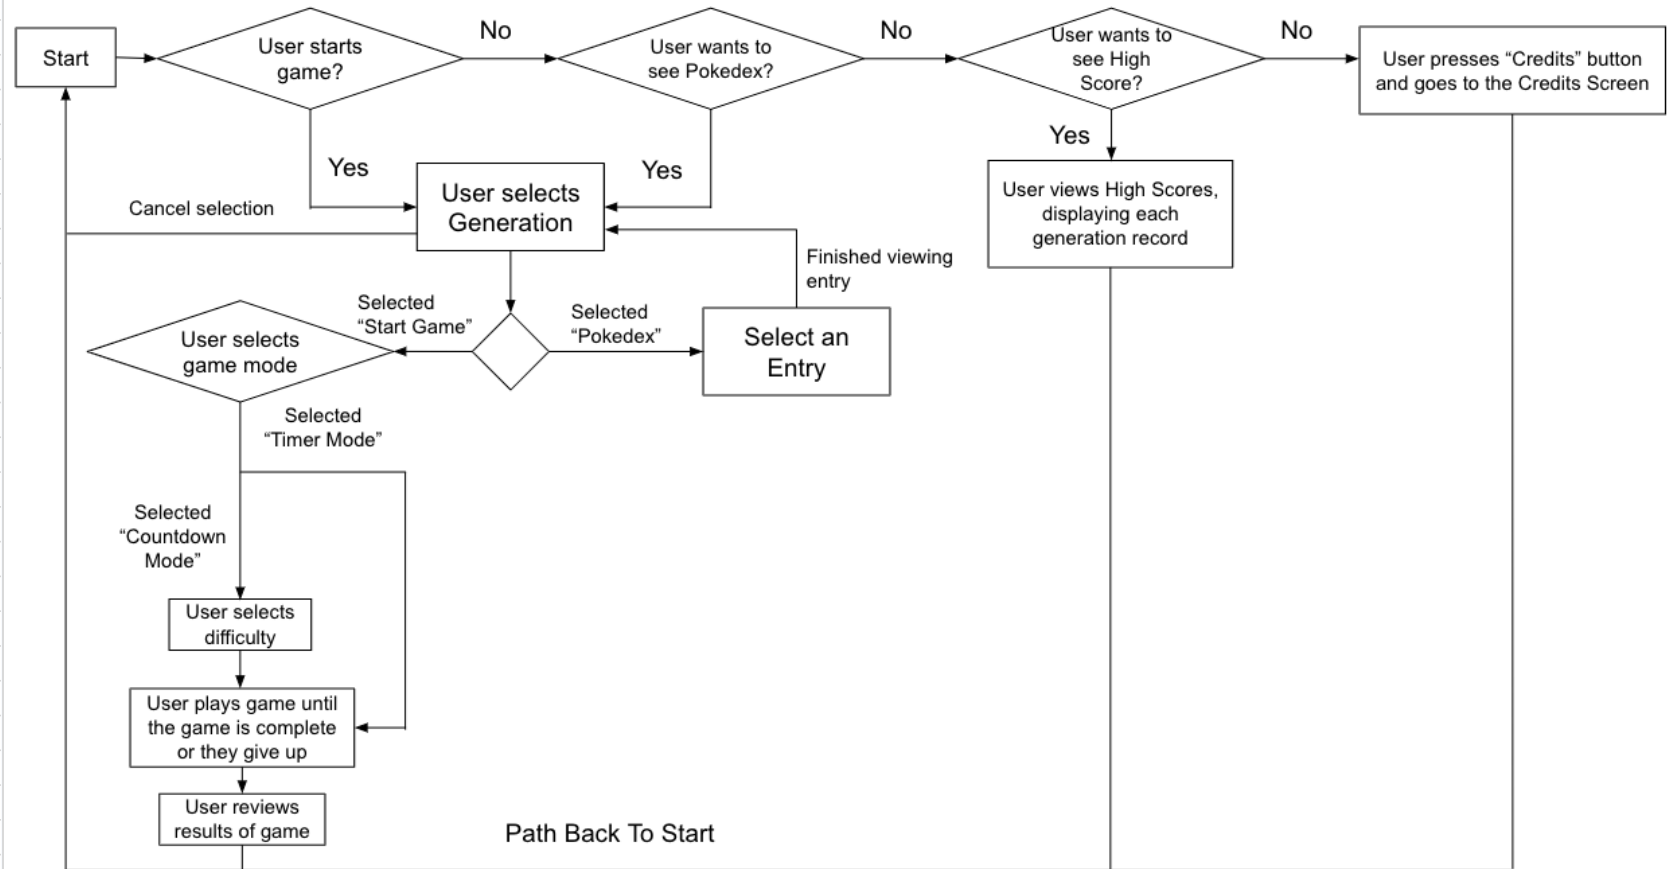 Start
User starts
game?
No
User wants to
see Pokedex?
No
User wants to
see High
Score?
No
User presses “Credits” button
and goes to the Credits Screen
Yes
Yes
Yes
User selects
Generation
Cancel selection
User views High Scores,
displaying each
generation record
Finished viewing
entry
Selected
“Start Game”
Selected
“Pokedex”
User selects
game mode
Select an
Entry
Selected
“Timer Mode”
Selected
“Countdown
Mode”
User selects
difficulty
User plays game until
the game is complete
or they give up
User reviews
results of game
Path Back To Start